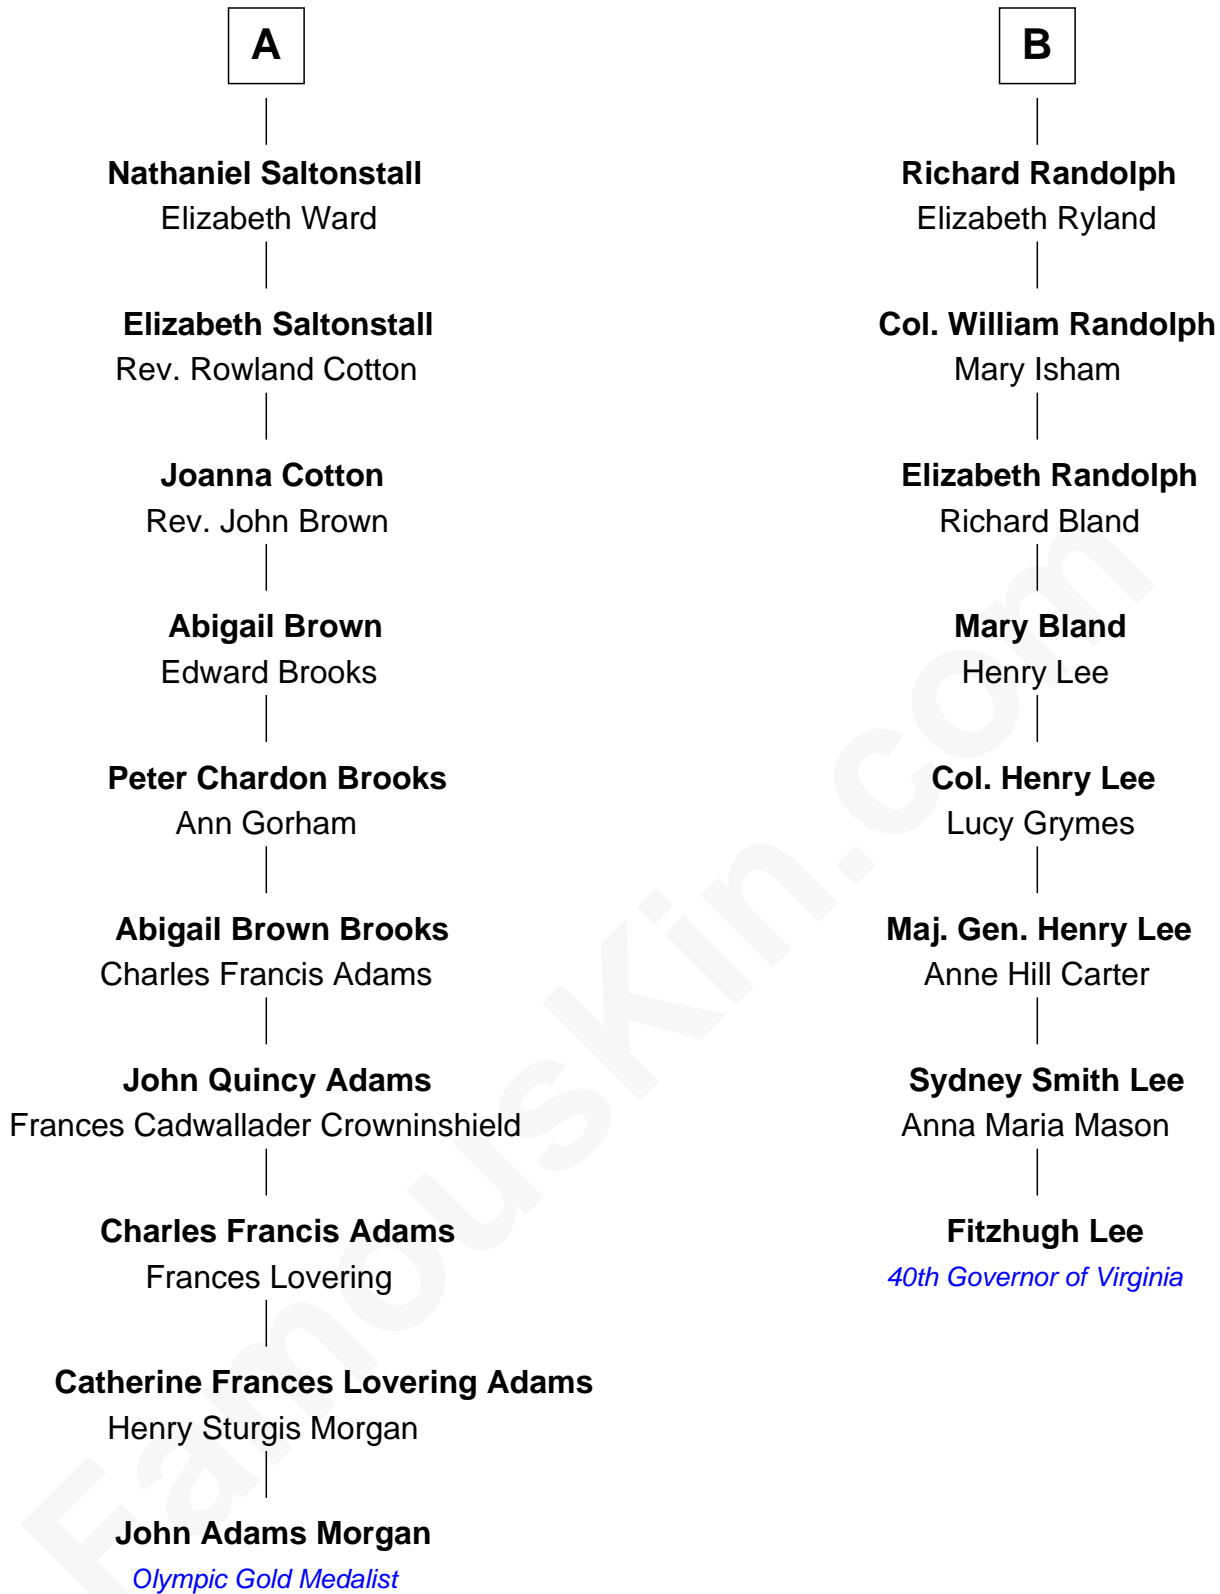 A
Nathaniel Saltonstall
Elizabeth Ward
Elizabeth Saltonstall
Rev. Rowland Cotton
Joanna Cotton
Rev. John Brown
Abigail Brown
Edward Brooks
Peter Chardon Brooks
Ann Gorham
Abigail Brown Brooks
Charles Francis Adams
John Quincy Adams
Frances Cadwallader Crowninshield
Charles Francis Adams
Frances Lovering
Catherine Frances Lovering Adams
Henry Sturgis Morgan
John Adams Morgan
Olympic Gold Medalist
B
Richard Randolph
Elizabeth Ryland
Col. William Randolph
Mary Isham
Elizabeth Randolph
Richard Bland
Mary Bland
Henry Lee
Col. Henry Lee
Lucy Grymes
Maj. Gen. Henry Lee
Anne Hill Carter
Sydney Smith Lee
Anna Maria Mason
Fitzhugh Lee
40th Governor of Virginia
FamousKin.com